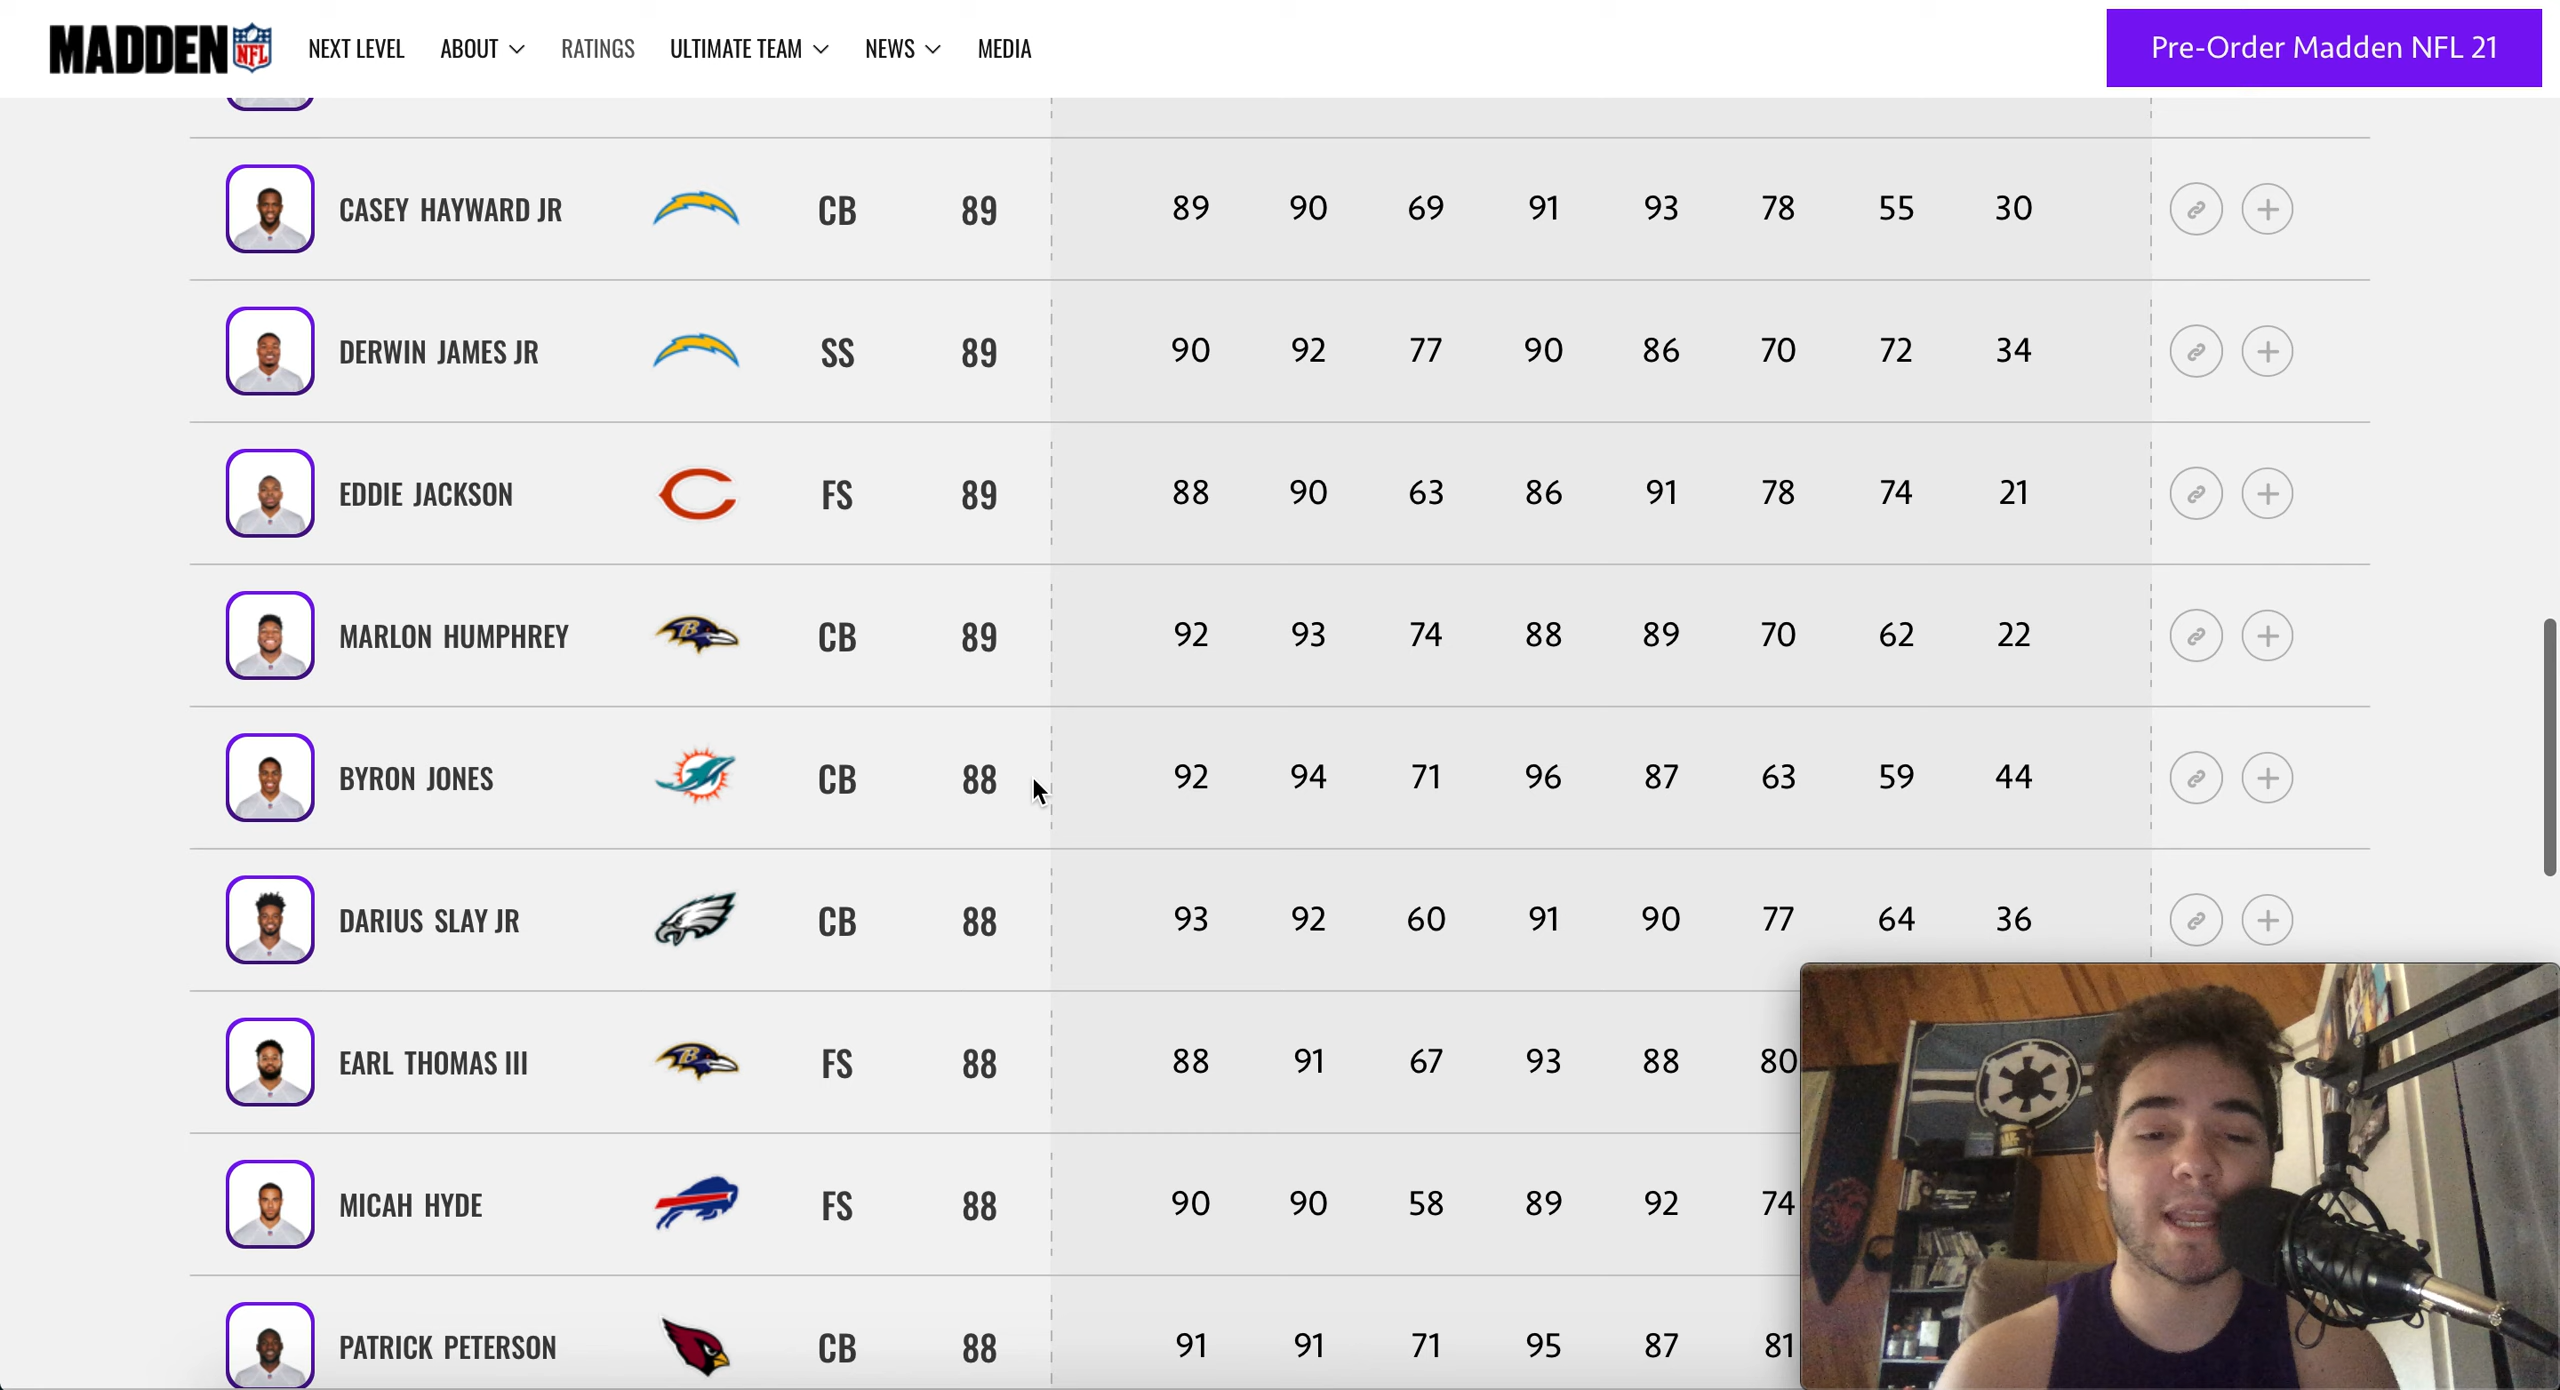 MADDEN NFL NEXT LEVEL ABOUT RATINGS ULTIMATE TEAM NEWS MEDIA Pre-Order Madden NFL 21
CASEY HAYWARD JR CB 89 89 90 69 91 93 78 55 30
DERWIN JAMES JR SS 89 90 92 77 90 86 70 72 34
EDDIE JACKSON FS 89 88 90 63 86 91 78 74 21
MARLON HUMPHREY CB 89 92 93 74 88 89 70 62 22
BYRON JONES CB 88 92 94 71 96 87 63 59 44
DARIUS SLAY JR CB 88 93 92 60 91 90 77 64 36
EARL THOMAS III FS 88 88 91 67 93 88 80
MICAH HYDE FS 88 90 90 58 89 92 74
PATRICK PETERSON CB 88 91 91 71 95 87 81